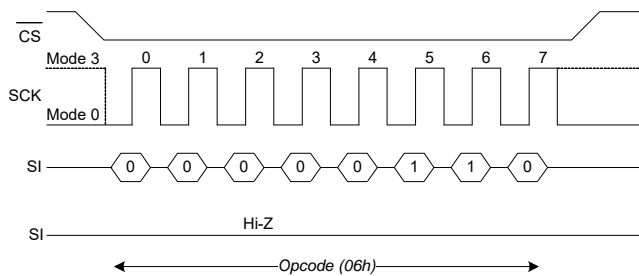 CS
Mode 3 0 1 2 3 4 5 6 7
SCK
Mode 0
SI 0 0 0 0 0 1 1 0
Hi-Z
SI
Opcode (06h)